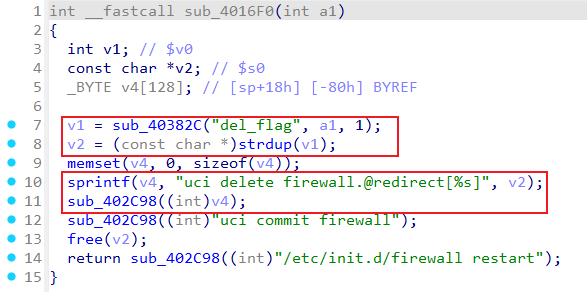 1 int __fastcall sub_4016F0(int a1)
2 {
3 int v1; // $v0
4 const char *v2; // $s0
5 _BYTE v4[128]; // [sp+18h] [-80h] BYREF
6
7 v1 = sub_40382C("del_flag", a1, 1);
8 v2 = (const char *)strdup(v1);
9 memset(v4, 0, sizeof(v4));
10 sprintf(v4, "uci delete firewall.@redirect[%s]", v2);
11 sub_402C98((int)v4);
12 sub_402C98((int)"uci commit firewall");
13 free(v2);
14 return sub_402C98((int)"/etc/init.d/firewall restart");
15 }